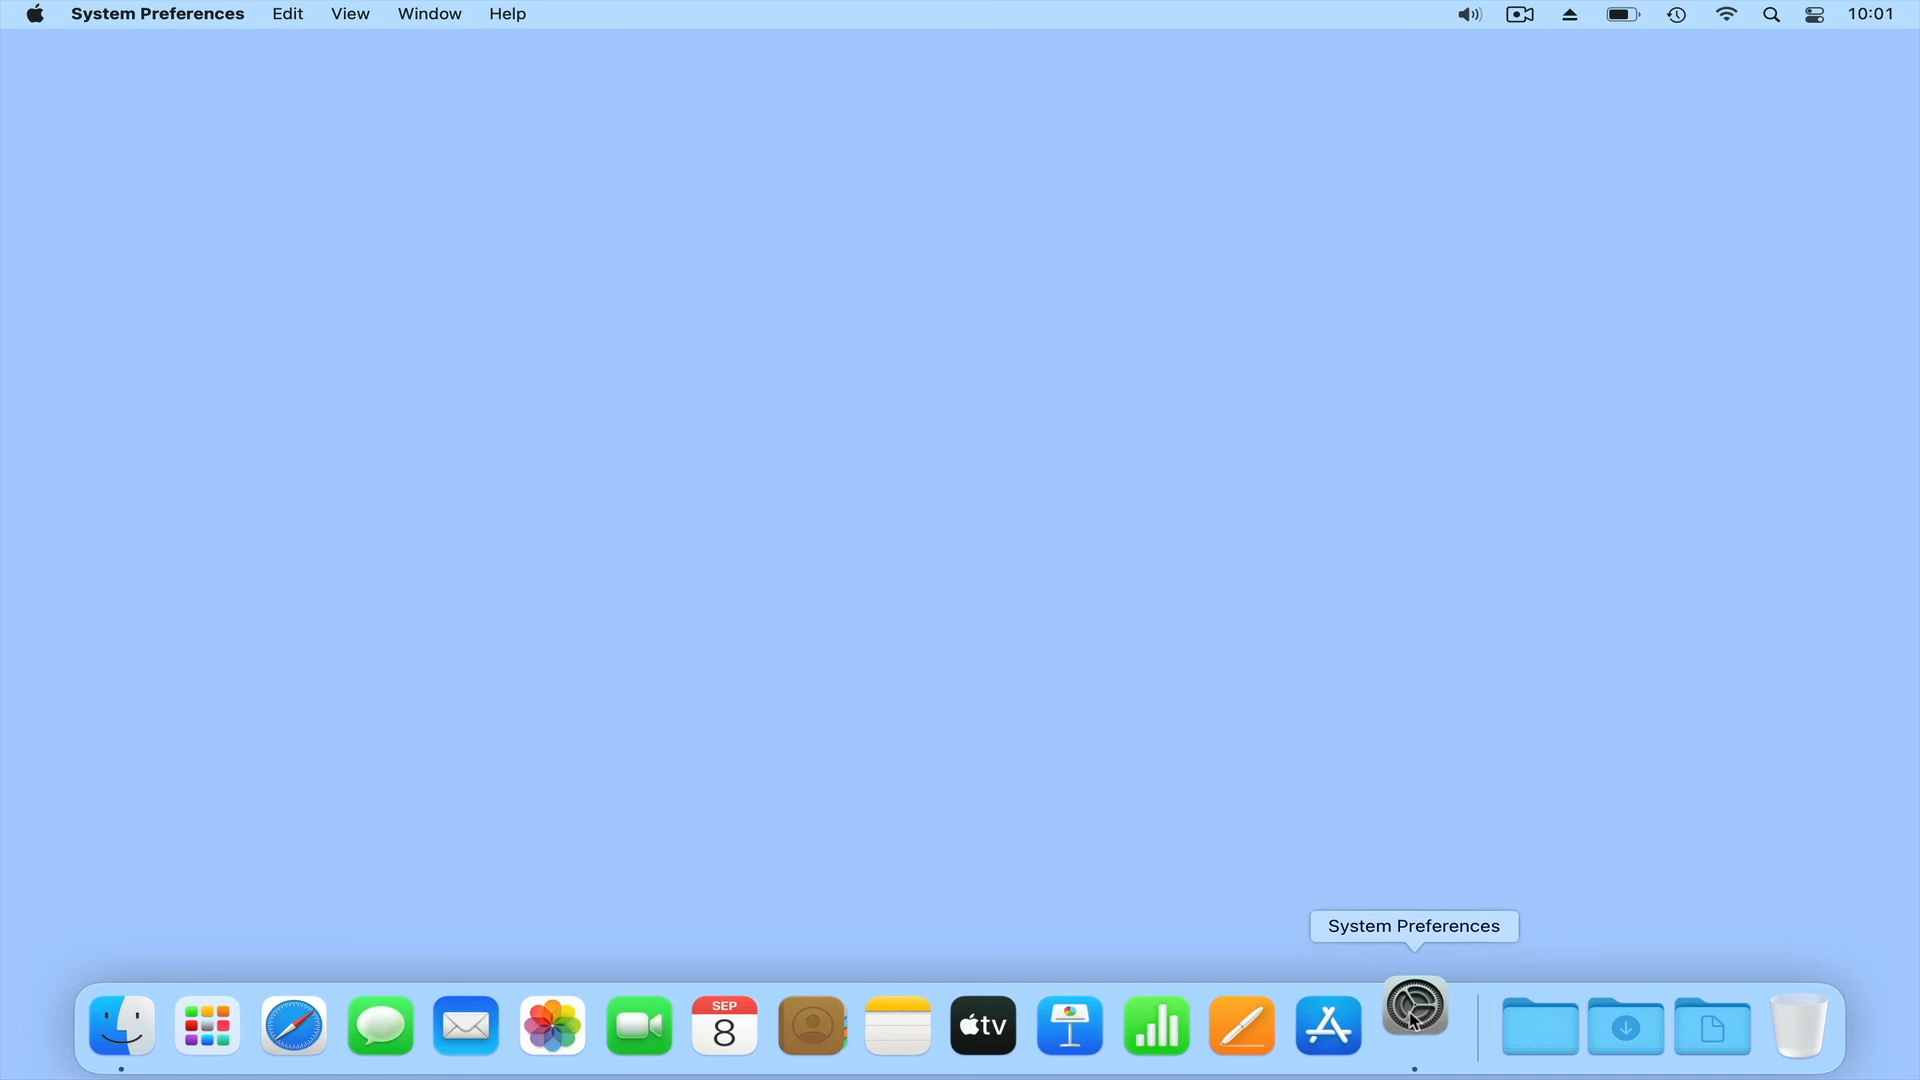 System Preferences Edit View Window Help 10:01
System Preferences
SEP
8
tv